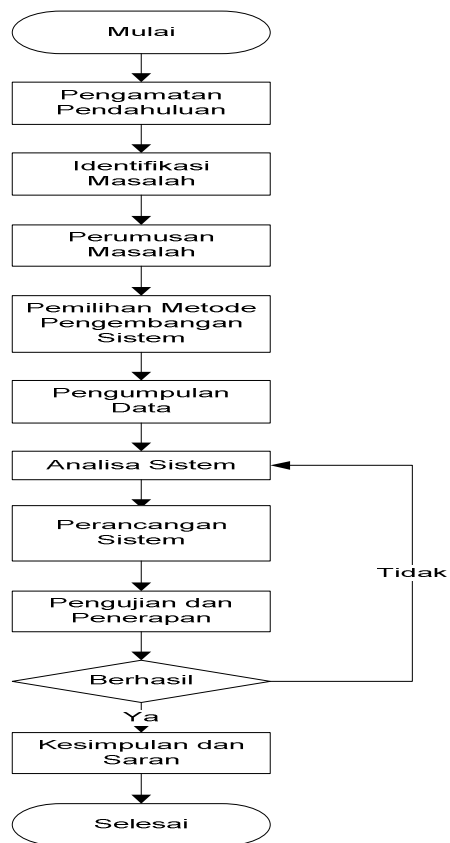 Mulai
Pengamatan
Pendahuluan
Identifikasi
Masalah
Perumusan
Masalah
Pemilihan Metode
Pengembangan
Sistem
Pengumpulan
Data
Analisa Sistem
Perancangan
Sistem
Tidak
Pengujian dan
Penerapan
Berhasil
Ya
Kesimpulan dan
Saran
Selesai